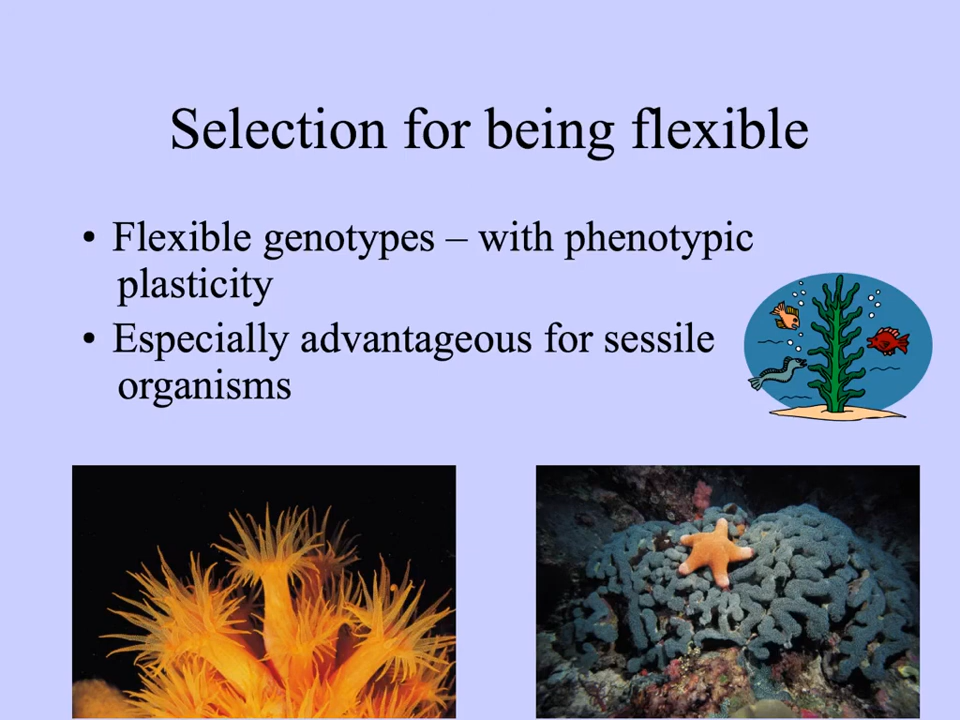 Selection for being flexible
• Flexible genotypes – with phenotypic
plasticity
• Especially advantageous for sessile
organisms